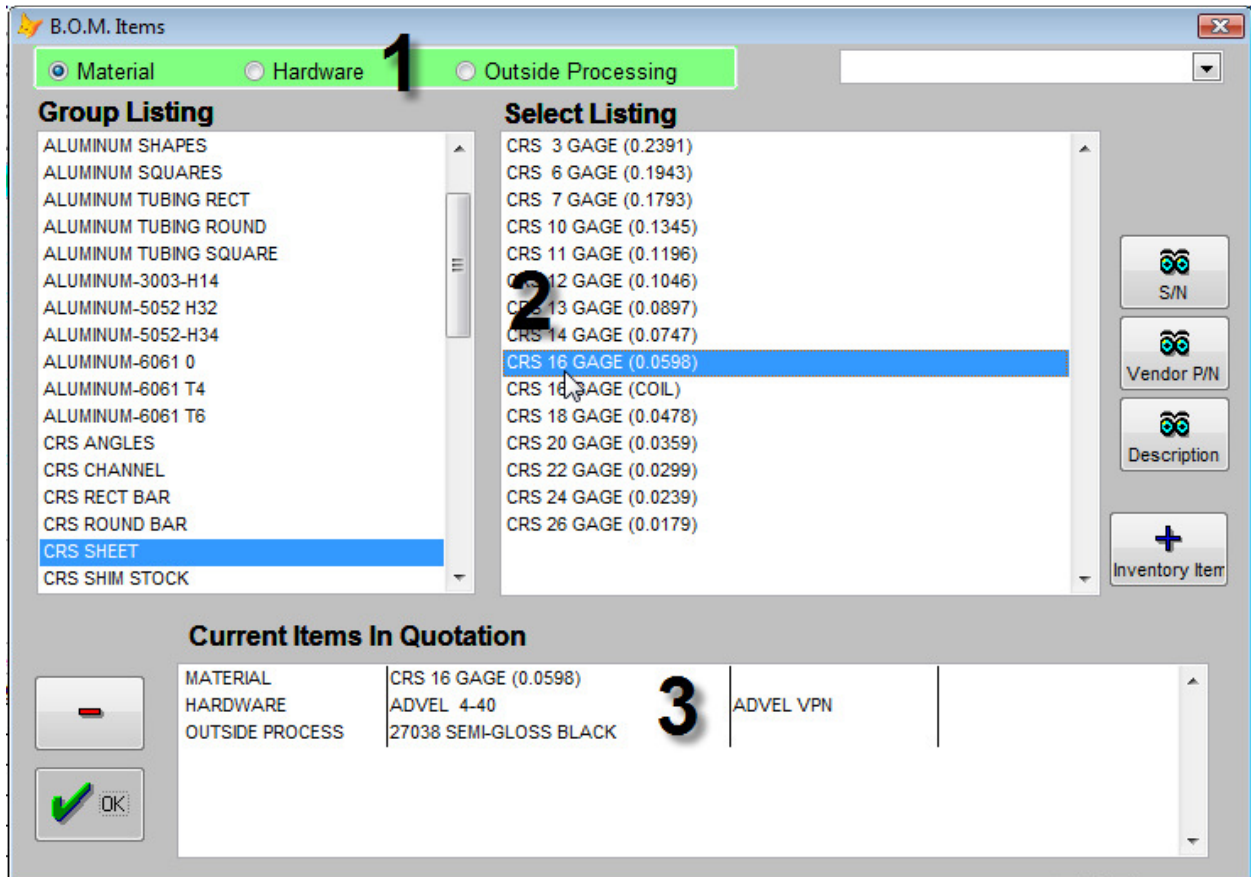 B.O.M. Items
Material Hardware 1 Outside Processing
Group Listing
ALUMINUM SHAPES
ALUMINUM SQUARES
ALUMINUM TUBING RECT
ALUMINUM TUBING ROUND
ALUMINUM TUBING SQUARE
ALUMINUM-3003-H14
ALUMINUM-5052 H32
ALUMINUM-5052-H34
ALUMINUM-6061 0
ALUMINUM-6061 T4
ALUMINUM-6061 T6
CRS ANGLES
CRS CHANNEL
CRS RECT BAR
CRS ROUND BAR
CRS SHEET
CRS SHIM STOCK
Select Listing
CRS 3 GAGE (0.2391)
CRS 6 GAGE (0.1943)
CRS 7 GAGE (0.1793)
CRS 10 GAGE (0.1345)
CRS 11 GAGE (0.1196)
CRS 12 GAGE (0.1046)
2
CRS 13 GAGE (0.0897)
CRS 14 GAGE (0.0747)
CRS 16 GAGE (0.0598)
CRS 16 GAGE (COIL)
CRS 18 GAGE (0.0478)
CRS 20 GAGE (0.0359)
CRS 22 GAGE (0.0299)
CRS 24 GAGE (0.0239)
CRS 26 GAGE (0.0179)
S/N
Vendor P/N
Description
Inventory Item
Current Items In Quotation
MATERIAL CRS 16 GAGE (0.0598)
HARDWARE ADVEL 4-40 3 ADVEL VPN
OUTSIDE PROCESS 27038 SEMI-GLOSS BLACK
OK